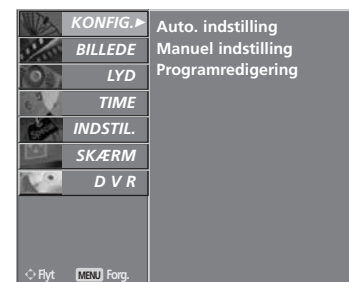 KONFIG.
BILLEDE
LYD
TIME
INDSTIL.
SKÆRM
D V R
Auto. indstilling
Manuel indstilling
Programredigering
Flyt MENU Forg.